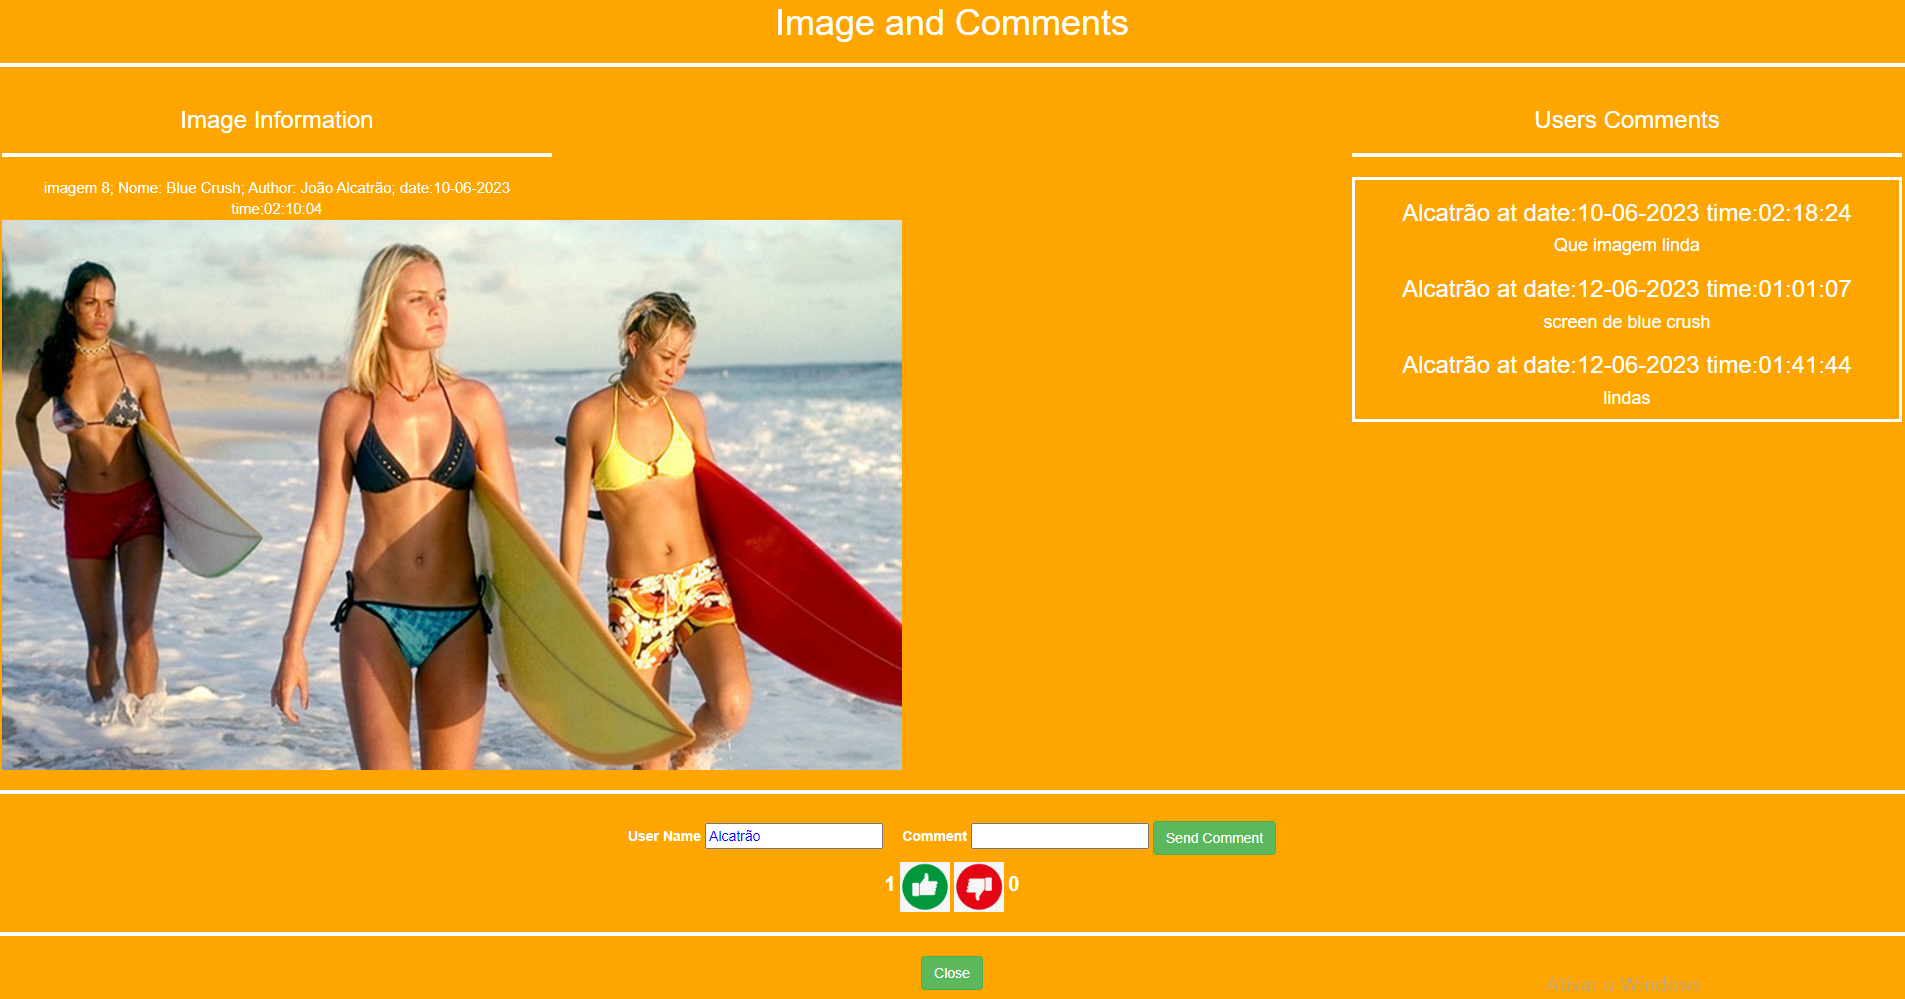 Image and Comments
Image Information
imagem 8; Nome: Blue Crush; Author: João Alcatrão; date:10-06-2023
time:02:10:04
Users Comments
Alcatrão at date:10-06-2023 time:02:18:24
Que imagem linda
Alcatrão at date:12-06-2023 time:01:01:07
screen de blue crush
Alcatrão at date:12-06-2023 time:01:41:44
lindas
User Name Alcatrão Comment Send Comment
1 0
Close
Ativar o Windows